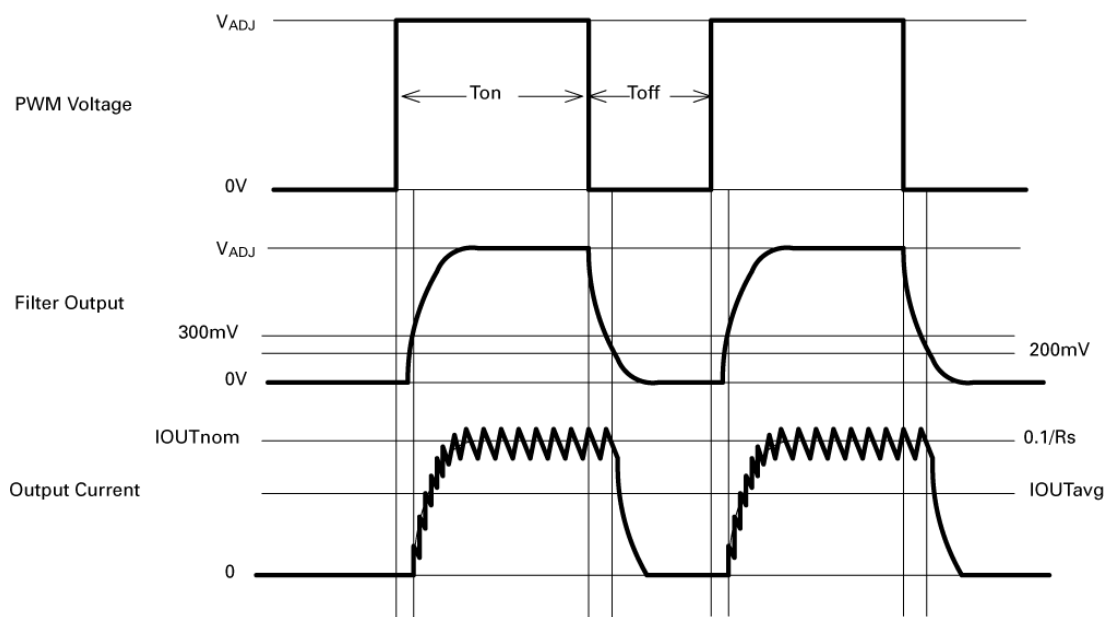 VADJ
Ton
Toff
PWM Voltage
0V
VADJ
Filter Output
300mV
200mV
0V
IOUTnom
0.1/Rs
Output Current
IOUTavg
0